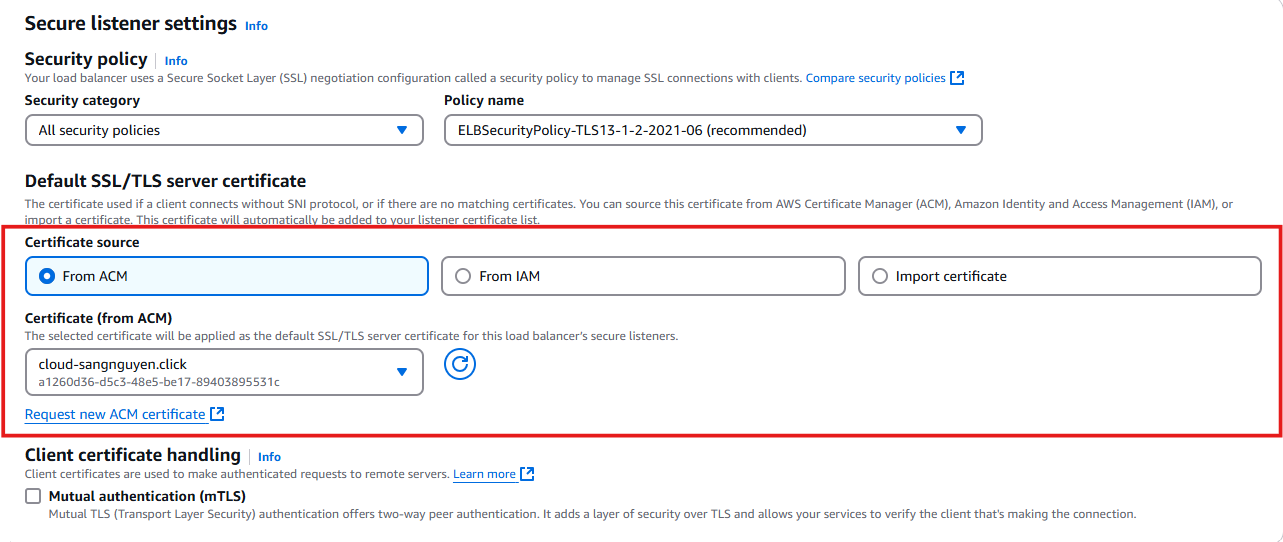 Secure listener settings Info
Security policy Info
Your load balancer uses a Secure Socket Layer (SSL) negotiation configuration called a security policy to manage SSL connections with clients. Compare security policies
Security category Policy name
All security policies ELBSecurityPolicy-TLS13-1-2-2021-06 (recommended)
Default SSL/TLS server certificate
The certificate used if a client connects without SNI protocol, or if there are no matching certificates. You can source this certificate from AWS Certificate Manager (ACM), Amazon Identity and Access Management (IAM), or
import a certificate. This certificate will automatically be added to your listener certificate list.
Certificate source
From ACM From IAM Import certificate
Certificate (from ACM)
The selected certificate will be applied as the default SSL/TLS server certificate for this load balancer's secure listeners.
cloud-sangnguyen.click
a1260d36-d5c3-48e5-be17-89403895531c
Request new ACM certificate
Client certificate handling Info
Client certificates are used to make authenticated requests to remote servers. Learn more
Mutual authentication (mTLS)
Mutual TLS (Transport Layer Security) authentication offers two-way peer authentication. It adds a layer of security over TLS and allows your services to verify the client that's making the connection.